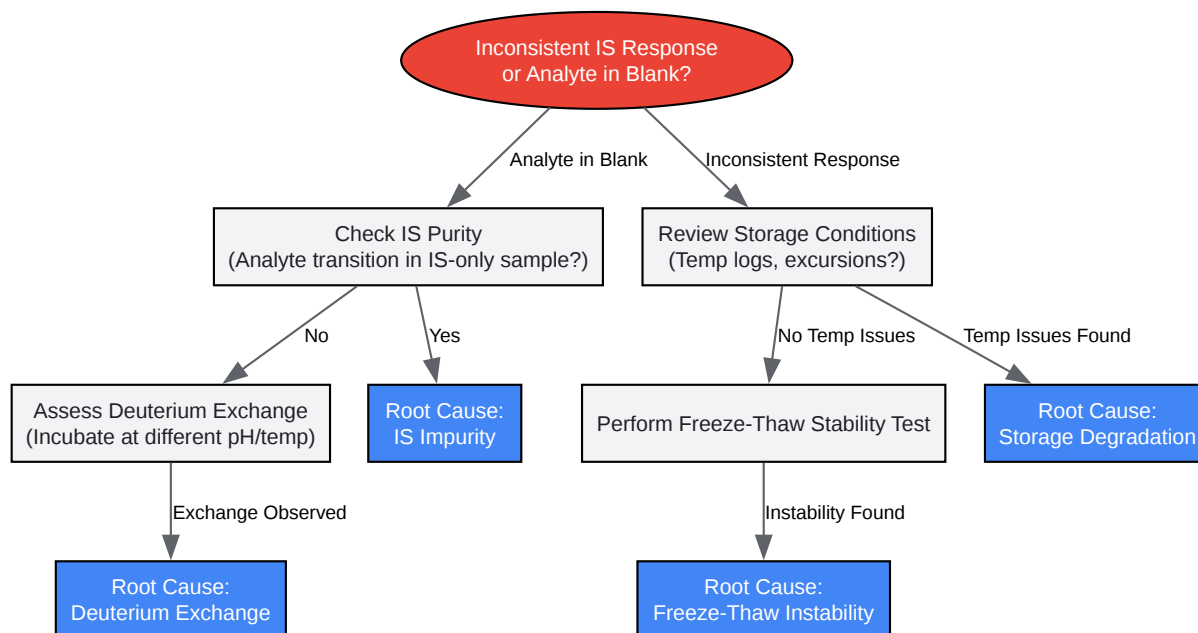 Inconsistent IS Response
or Analyte in Blank?
Analyte in Blank
Inconsistent Response
Check IS Purity
(Analyte transition in IS-only sample?)
Review Storage Conditions
(Temp logs, excursions?)
No
Yes
No Temp Issues
Temp Issues Found
Assess Deuterium Exchange
(Incubate at different pH/temp)
Root Cause:
IS Impurity
Perform Freeze-Thaw Stability Test
Root Cause:
Storage Degradation
Exchange Observed
Instability Found
Root Cause:
Deuterium Exchange
Root Cause:
Freeze-Thaw Instability